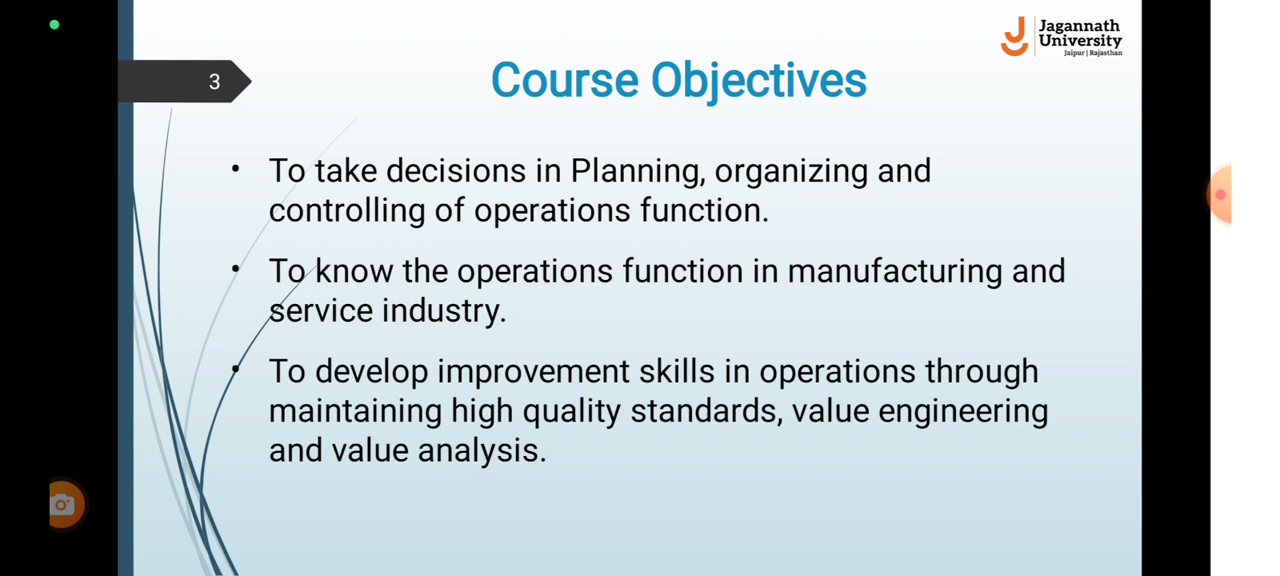 Jagannath
University
Jaipur | Rajasthan
3
Course Objectives
• To take decisions in Planning, organizing and
controlling of operations function.
• To know the operations function in manufacturing and
service industry.
• To develop improvement skills in operations through
maintaining high quality standards, value engineering
and value analysis.